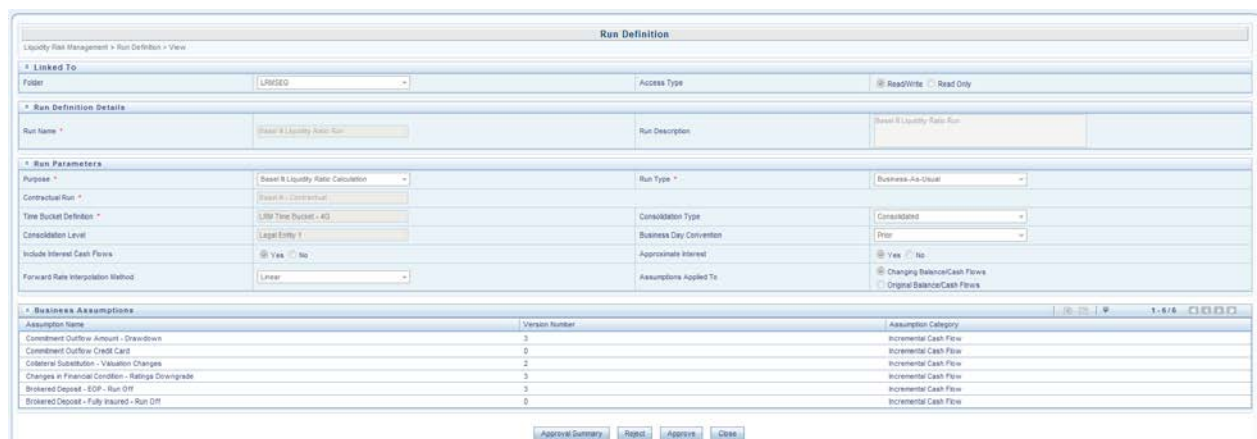 Run Definition
Liquidity Risk Management > Run Definition > View
Linked To
Folder LRMSEG Access Type Read/Write Read Only
Run Definition Details
Run Name * Basel III Liquidity Ratio Run Run Description Basel III Liquidity Ratio Run
Run Parameters
Purpose * Basel III Liquidity Ratio Calculation Run Type * Business-As-Usual
Contractual Run * Basel III - Contractual
Time Bucket Definition * LRM Time Bucket - 4G Consolidation Type Consolidated
Consolidation Level Legal Entity 1 Business Day Convention Prior
Include Interest Cash Flows Yes No Approximate Interest Yes No
Forward Rate Interpolation Method Linear Assumptions Applied To Changing Balance/Cash Flows
Original Balance/Cash Flows
Business Assumptions 1-6/6
Assumption Name Version Number Assumption Category
Commitment Outflow Amount - Drawdown 3 Incremental Cash Flow
Commitment Outflow Credit Card 0 Incremental Cash Flow
Collateral Substitution - Valuation Changes 2 Incremental Cash Flow
Changes in Financial Condition - Ratings Downgrade 3 Incremental Cash Flow
Brokered Deposit - EOP - Run Off 3 Incremental Cash Flow
Brokered Deposit - Fully Insured - Run Off 0 Incremental Cash Flow
Approval Summary Reject Approve Close